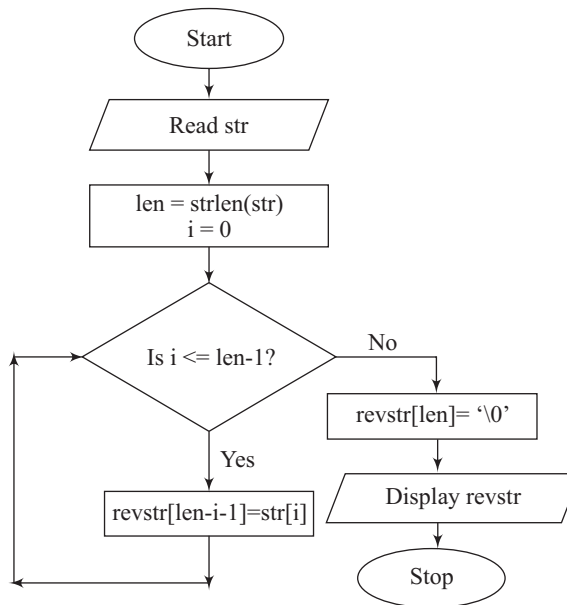 Start
Read str
len = strlen(str)
i = 0
Is i <= len-1?
No
Yes
revstr[len]= ‘\0’
revstr[len-i-1]=str[i]
Display revstr
Stop